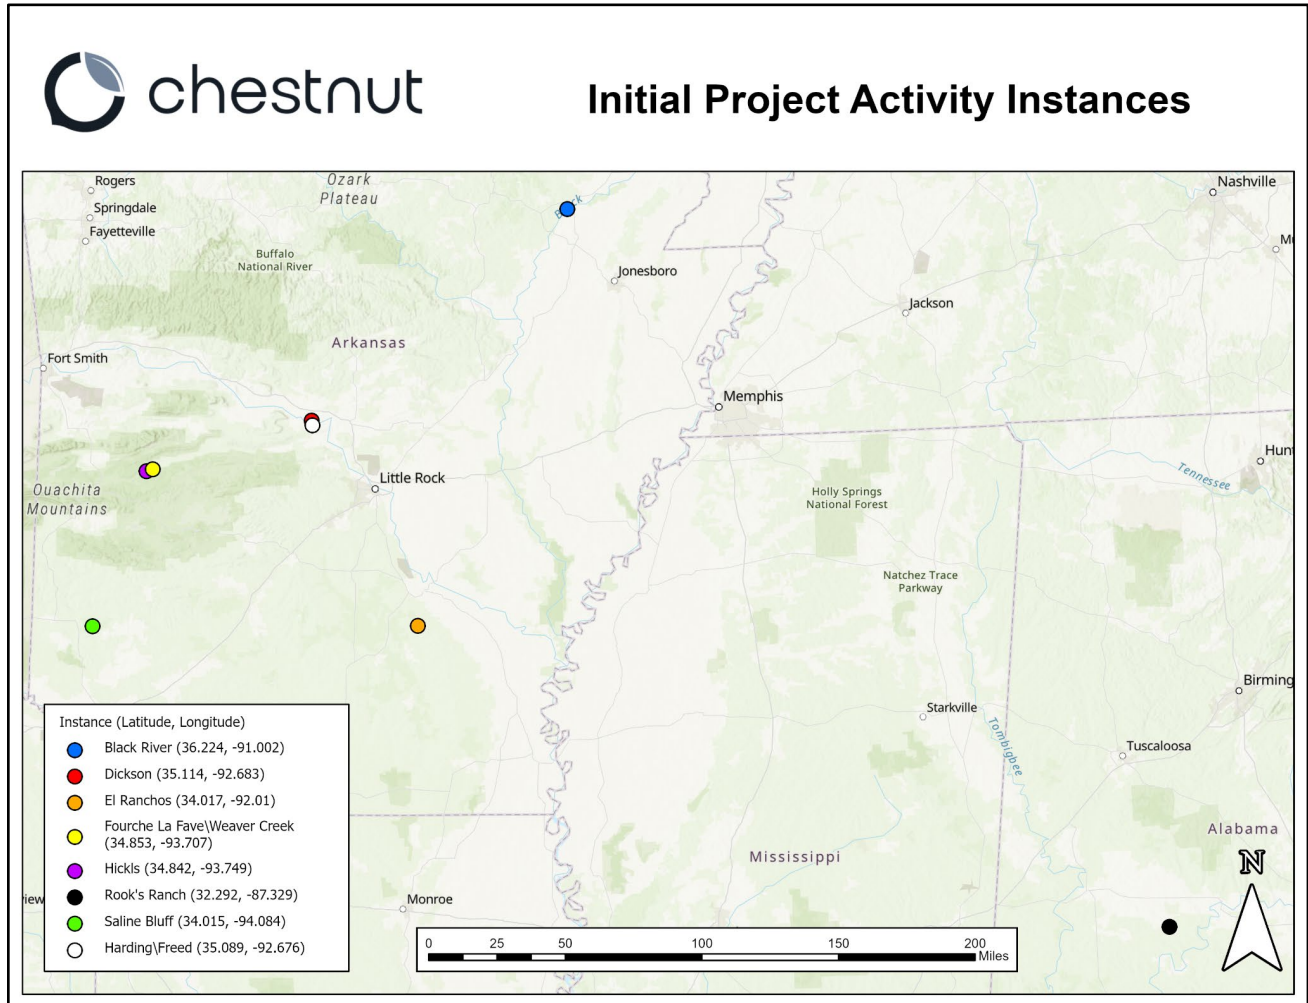 chestnut
Initial Project Activity Instances
Rogers
Springdale
Fayetteville
Ozark
Plateau
Black
Nashville
Buffalo
National River
Jonesboro
Jackson
Arkansas
Fort Smith
Memphis
Little Rock
Ouachita
Mountains
Holly Springs
National Forest
Tennessee
Hunt
Natchez Trace
Parkway
Birming
Starkville
Tombigbee
Tuscaloosa
Alabama
Mississippi
Monroe
view
Mu
Instance (Latitude, Longitude)
Black River (36.224, -91.002)
Dickson (35.114, -92.683)
El Ranchos (34.017, -92.01)
Fourche La Fave\Weaver Creek
(34.853, -93.707)
Hickls (34.842, -93.749)
Rook's Ranch (32.292, -87.329)
Saline Bluff (34.015, -94.084)
Harding\Freed (35.089, -92.676)
0 25 50 100 150 200
Miles
N